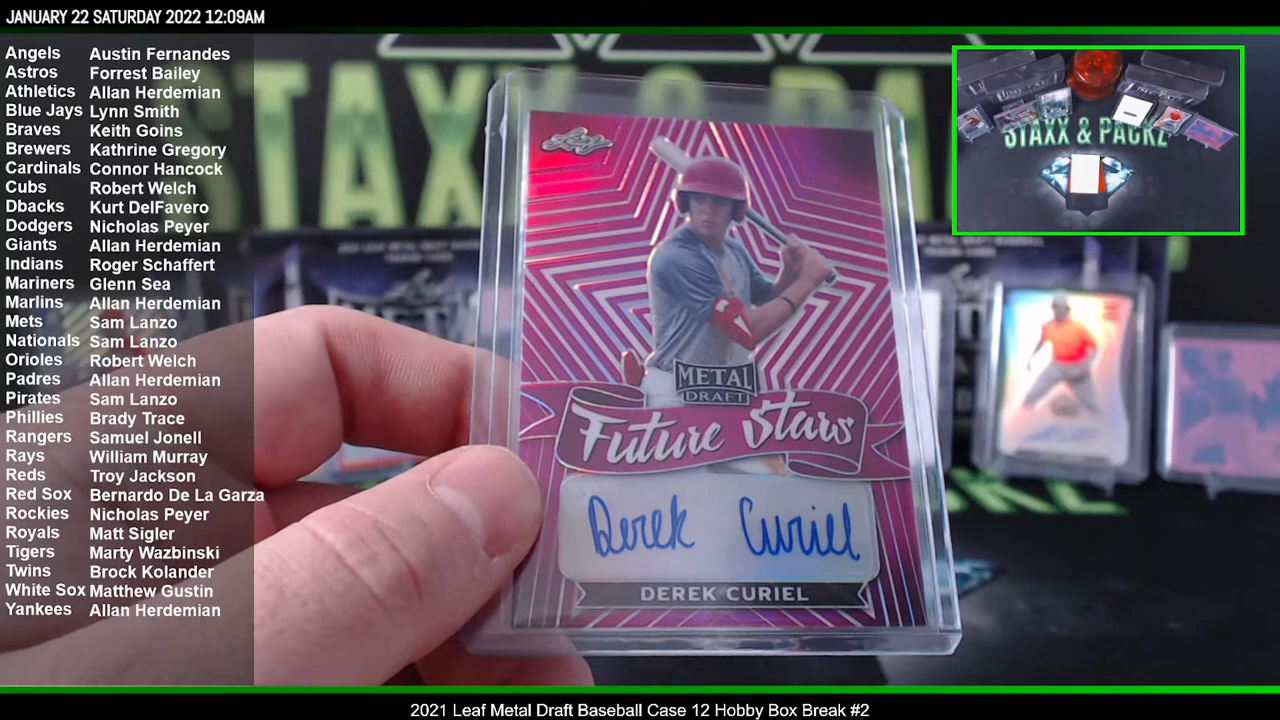 JANUARY 22 SATURDAY 2022 12:09AM
Angels Austin Fernandes
Astros Forrest Bailey
Athletics Allan Herdemian
Blue Jays Lynn Smith
Braves Keith Goins
Brewers Kathrine Gregory
Cardinals Connor Hancock
Cubs Robert Welch
Dbacks Kurt DelFavero
Dodgers Nicholas Peyer
Giants Allan Herdemian
Indians Roger Schaffert
Mariners Glenn Sea
Marlins Allan Herdemian
Mets Sam Lanzo
Nationals Sam Lanzo
Orioles Robert Welch
Padres Allan Herdemian
Pirates Sam Lanzo
Phillies Brady Trace
Rangers Samuel Jonell
Rays William Murray
Reds Troy Jackson
Red Sox Bernardo De La Garza
Rockies Nicholas Peyer
Royals Matt Sigler
Tigers Marty Wazbinski
Twins Brock Kolander
White Sox Matthew Gustin
Yankees Allan Herdemian
Leaf
METAL
DRAFT
Future Stars
Derek Curiel
DEREK CURIEL
STAXX & PACKZ
2021 Leaf Metal Draft Baseball Case 12 Hobby Box Break #2